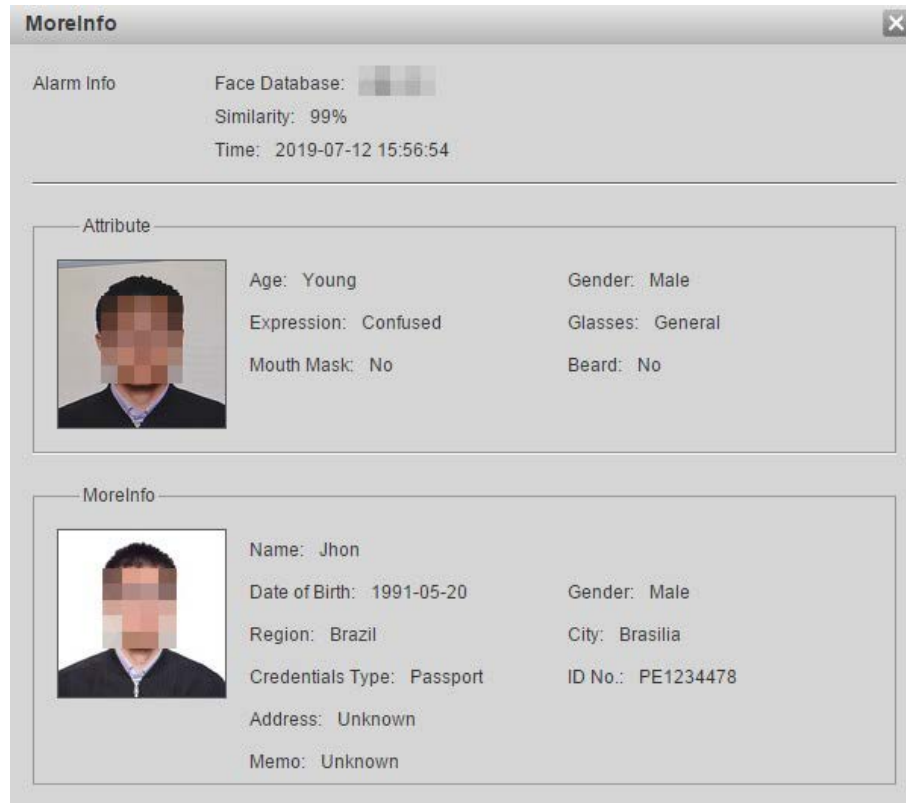 MoreInfo
Alarm Info Face Database:
Similarity: 99%
Time: 2019-07-12 15:56:54
Attribute
Age: Young Gender: Male
Expression: Confused Glasses: General
Mouth Mask: No Beard: No
MoreInfo
Name: Jhon
Date of Birth: 1991-05-20 Gender: Male
Region: Brazil City: Brasilia
Credentials Type: Passport ID No.: PE1234478
Address: Unknown
Memo: Unknown